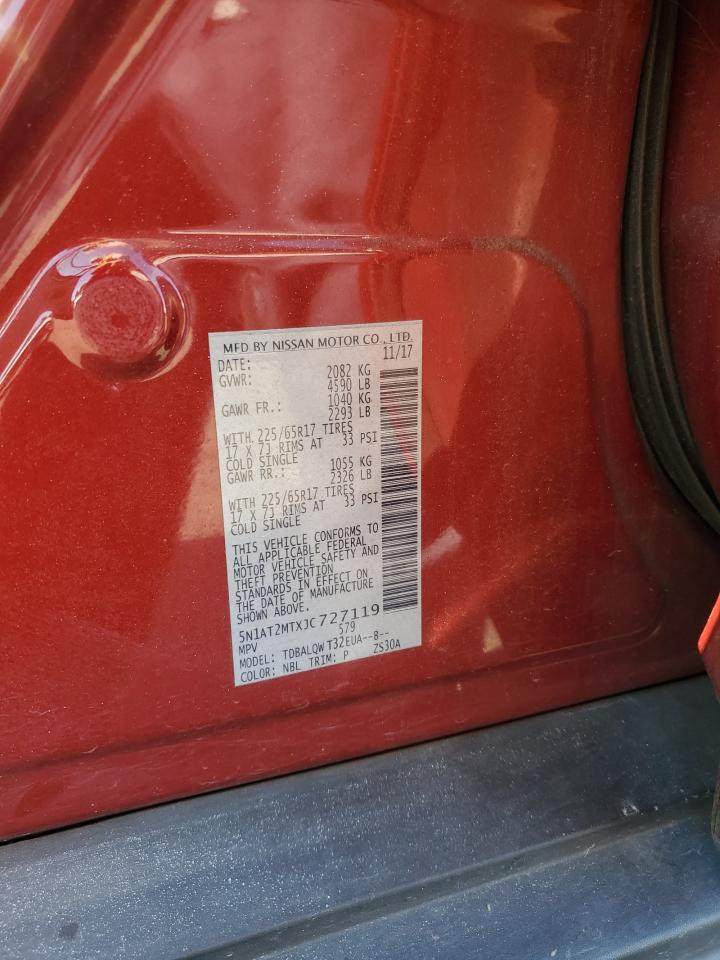 MFD BY NISSAN MOTOR CO., LTD.
DATE: 11/17
GVWR: 2082 KG
4590 LB
GAWR FR.: 1040 KG
2293 LB
WITH 225/65R17 TIRES
17 X 7J RIMS AT 33 PSI
COLD SINGLE
GAWR RR.: 1055 KG
2326 LB
WITH 225/65R17 TIRES
17 X 7J RIMS AT 33 PSI
COLD SINGLE
THIS VEHICLE CONFORMS TO
ALL APPLICABLE FEDERAL
MOTOR VEHICLE SAFETY AND
THEFT PREVENTION
STANDARDS IN EFFECT ON
THE DATE OF MANUFACTURE
SHOWN ABOVE.
5N1AT2MTXJC727119
MPV 579
MODEL: TDBALQW T32EUA--B--
COLOR: NBL TRIM: P ZS30A